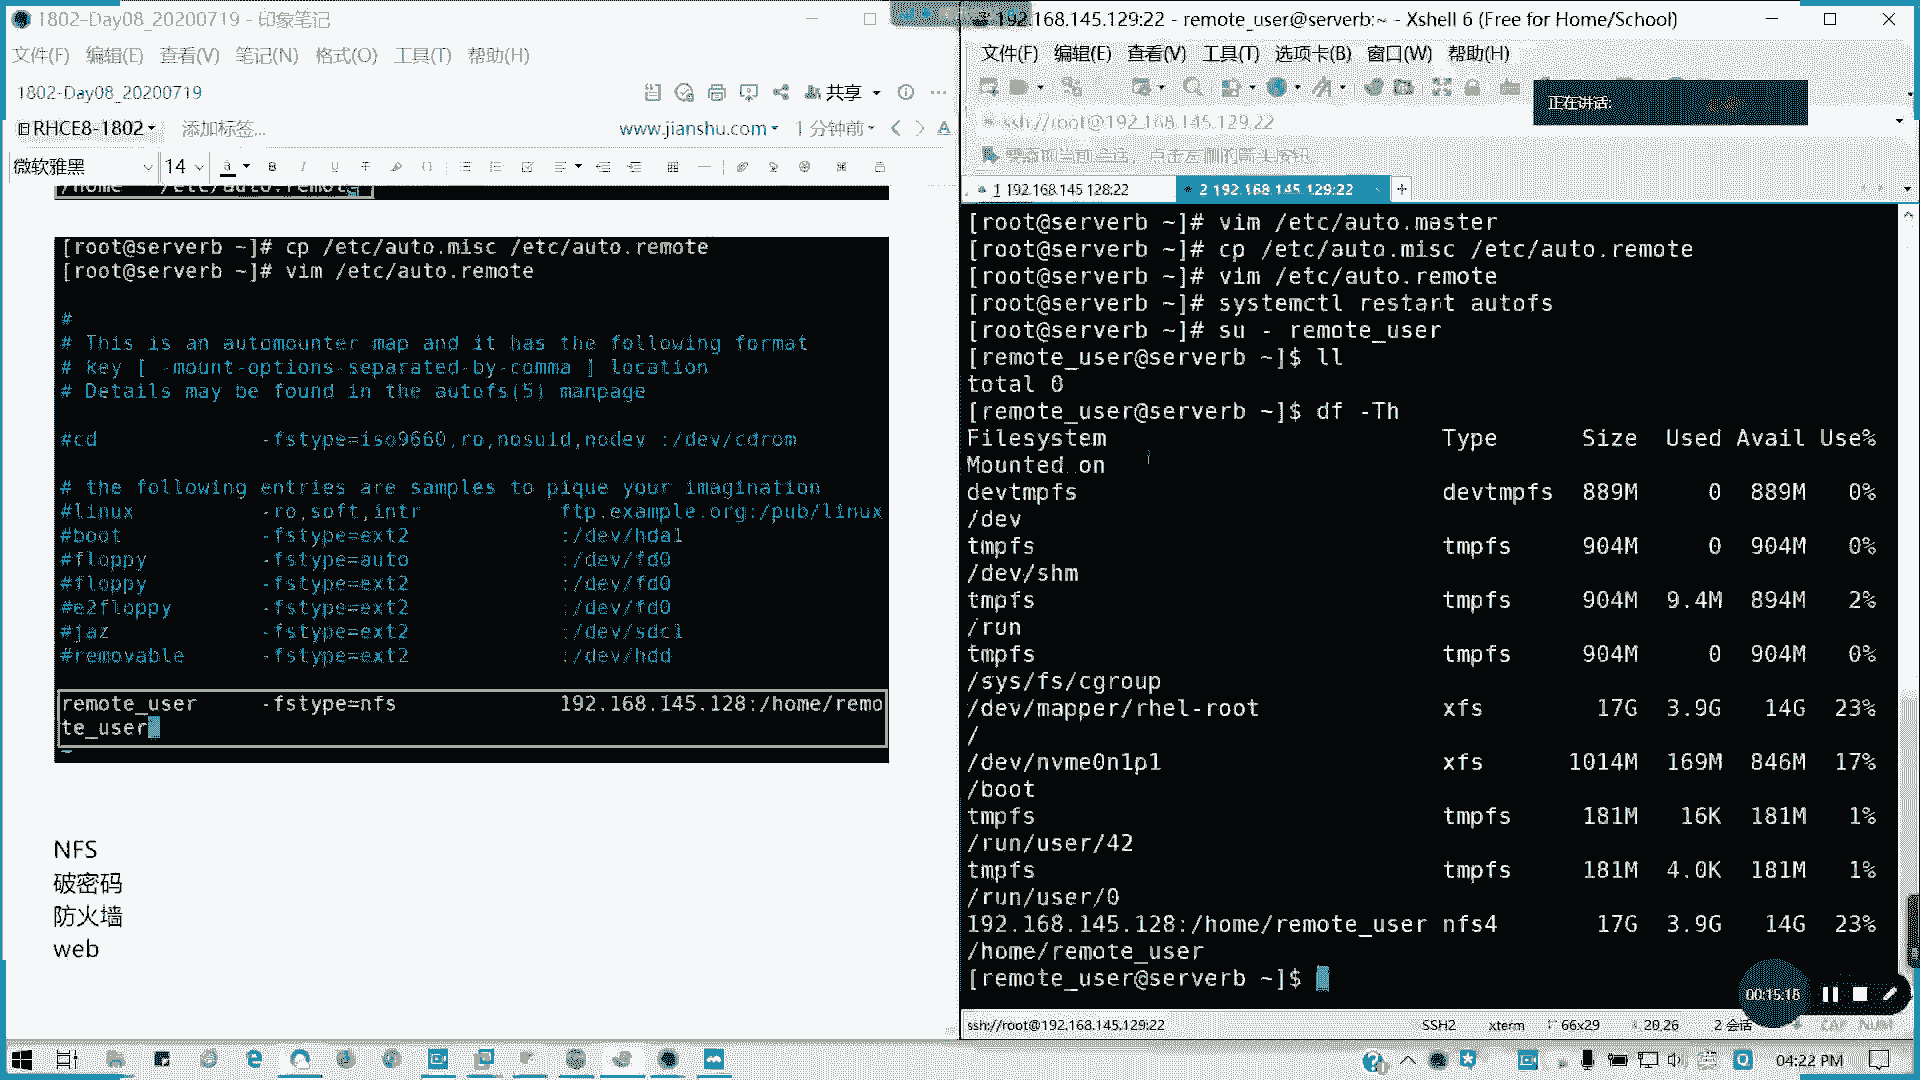 1802-Day08_20200719 - 印象笔记
文件(F) 编辑(E) 查看(V) 笔记(N) 格式(O) 工具(T) 帮助(H)
1802-Day08_20200719
共享
RHCE8-1802
添加标签...
www.jianshu.com
1 分钟前
微软雅黑
14
/home /etc/auto.remote
[root@serverb ~]# cp /etc/auto.misc /etc/auto.remote
[root@serverb ~]# vim /etc/auto.remote
#
# This is an automounter map and it has the following format
# key [ -mount-options-separated-by-comma ] location
# Details may be found in the autofs(5) manpage
#cd -fstype=iso9660,ro,nosuid,nodev :/dev/cdrom
# the following entries are samples to pique your imagination
#linux -ro,soft,intr ftp.example.org:/pub/linux
#boot -fstype=ext2 :/dev/hda1
#floppy -fstype=auto :/dev/fd0
#floppy -fstype=ext2 :/dev/fd0
#e2floppy -fstype=ext2 :/dev/fd0
#jaz -fstype=ext2 :/dev/sdc1
#removable -fstype=ext2 :/dev/hdd
remote_user -fstype=nfs 192.168.145.128:/home/remo
te_user
NFS
破密码
防火墙
web
192.168.145.129:22 - remote_user@serverb:~ - Xshell 6 (Free for Home/School)
文件(F) 编辑(E) 查看(V) 工具(T) 选项卡(B) 窗口(W) 帮助(H)
正在讲话:
ssh://root@192.168.145.129:22
1 192.168.145.128:22
2 192.168.145.129:22
[root@serverb ~]# vim /etc/auto.master
[root@serverb ~]# cp /etc/auto.misc /etc/auto.remote
[root@serverb ~]# vim /etc/auto.remote
[root@serverb ~]# systemctl restart autofs
[root@serverb ~]# su - remote_user
[remote_user@serverb ~]$ ll
total 0
[remote_user@serverb ~]$ df -Th
Filesystem Type Size Used Avail Use%
Mounted on
devtmpfs devtmpfs 889M 0 889M 0%
/dev
tmpfs tmpfs 904M 0 904M 0%
/dev/shm
tmpfs tmpfs 904M 9.4M 894M 2%
/run
tmpfs tmpfs 904M 0 904M 0%
/sys/fs/cgroup
/dev/mapper/rhel-root xfs 17G 3.9G 14G 23%
/
/dev/nvme0n1p1 xfs 1014M 169M 846M 17%
/boot
tmpfs tmpfs 181M 16K 181M 1%
/run/user/42
tmpfs tmpfs 181M 4.0K 181M 1%
/run/user/0
192.168.145.128:/home/remote_user nfs4 17G 3.9G 14G 23%
/home/remote_user
[remote_user@serverb ~]$
00:15:15
ssh://root@192.168.145.129:22
SSH2 xterm 66x29 29,26 2 会话 CAP NUM
04:22 PM